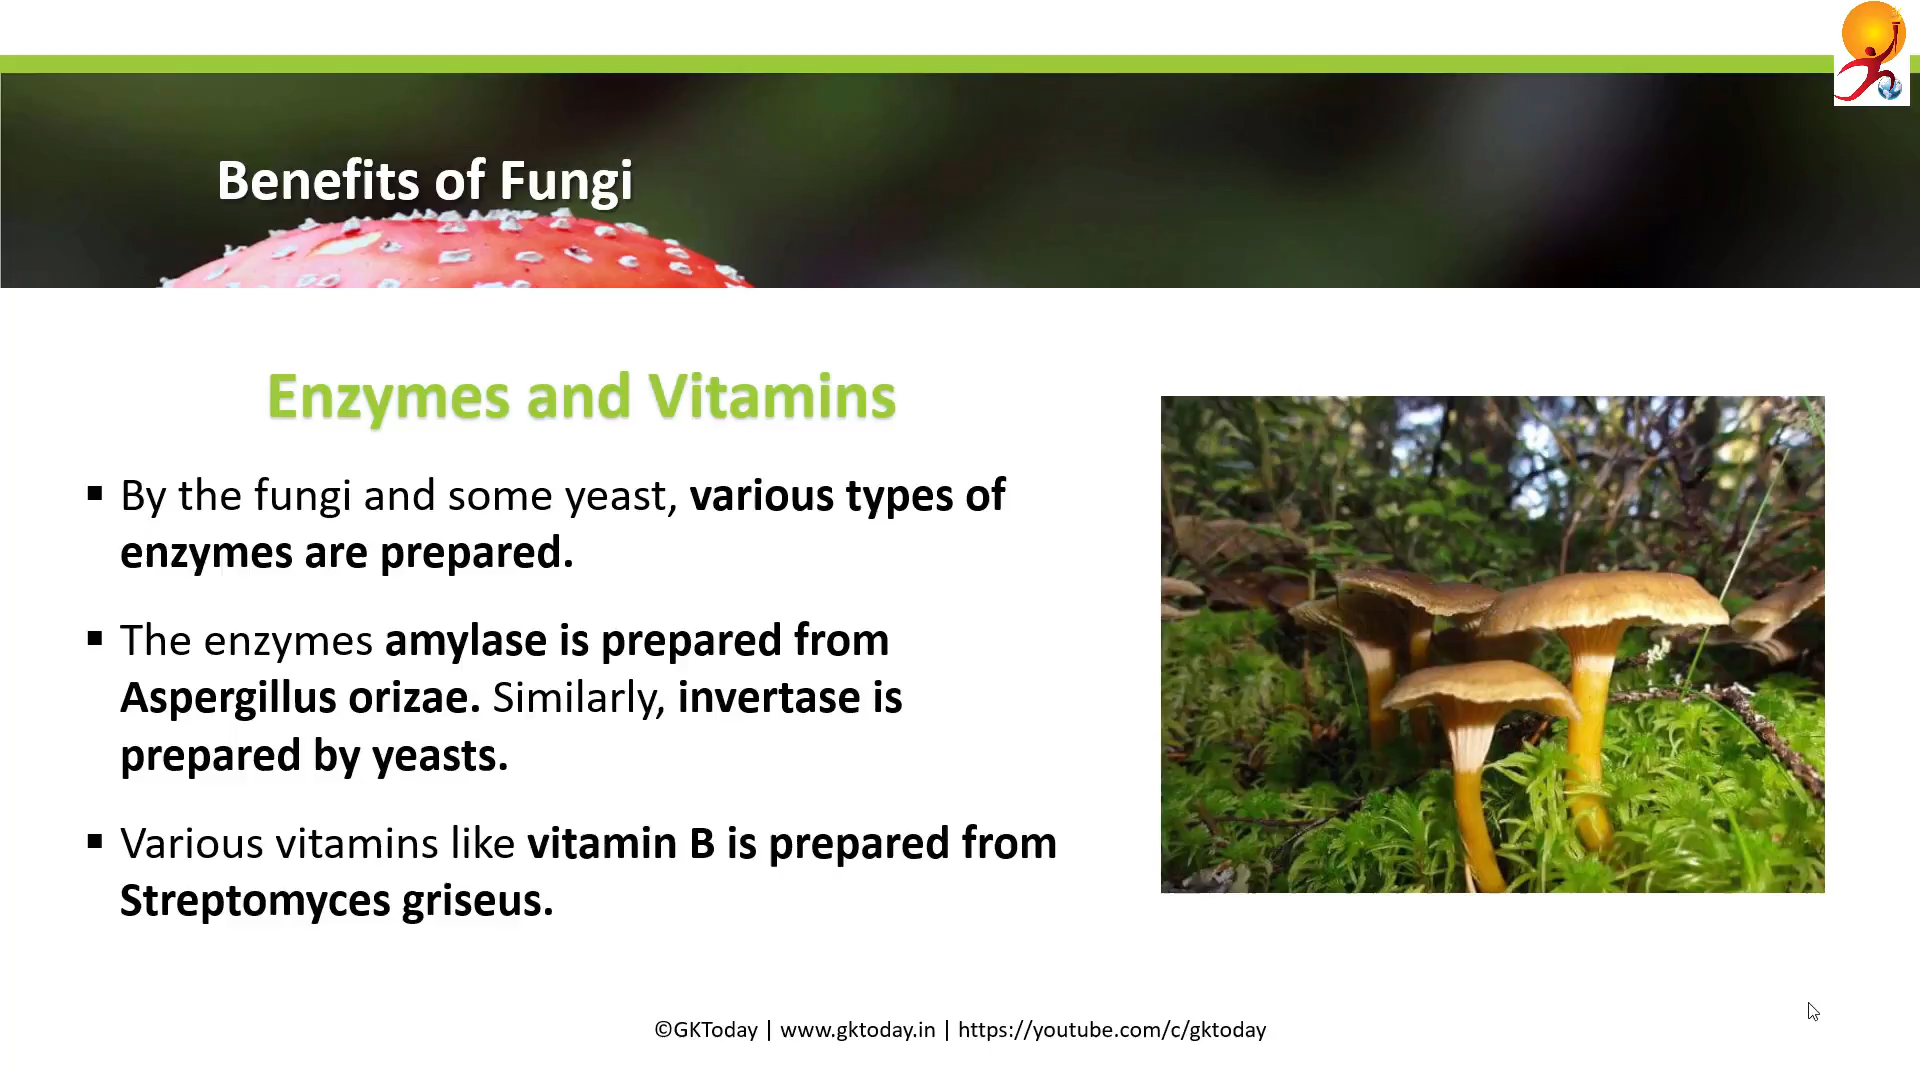 Benefits of Fungi
Enzymes and Vitamins
▪ By the fungi and some yeast, various types of
enzymes are prepared.
▪ The enzymes amylase is prepared from
Aspergillus orizae. Similarly, invertase is
prepared by yeasts.
▪ Various vitamins like vitamin B is prepared from
Streptomyces griseus.
©GKToday | www.gktoday.in | https://youtube.com/c/gktoday